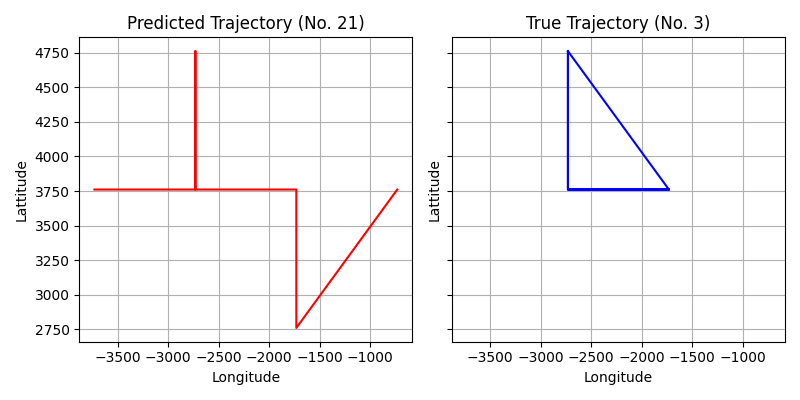 Predicted Trajectory (No. 21)
True Trajectory (No. 3)
4750
4500
4250
4000
3750
3500
3250
3000
2750
Lattitude
Lattitude
−3500 −3000 −2500 −2000 −1500 −1000
−3500 −3000 −2500 −2000 −1500 −1000
Longitude
Longitude